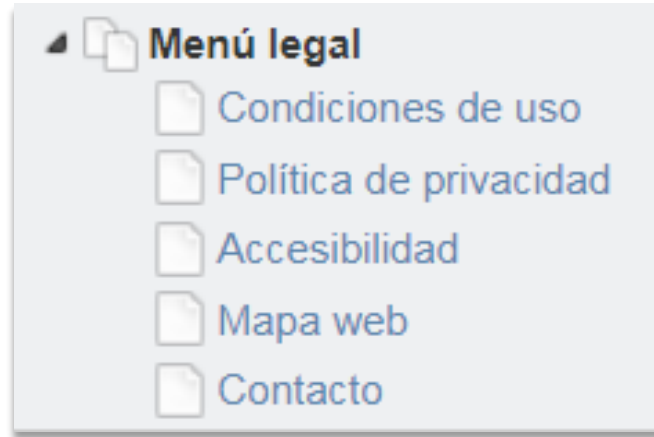 Menú legal
Condiciones de uso
Política de privacidad
Accesibilidad
Mapa web
Contacto